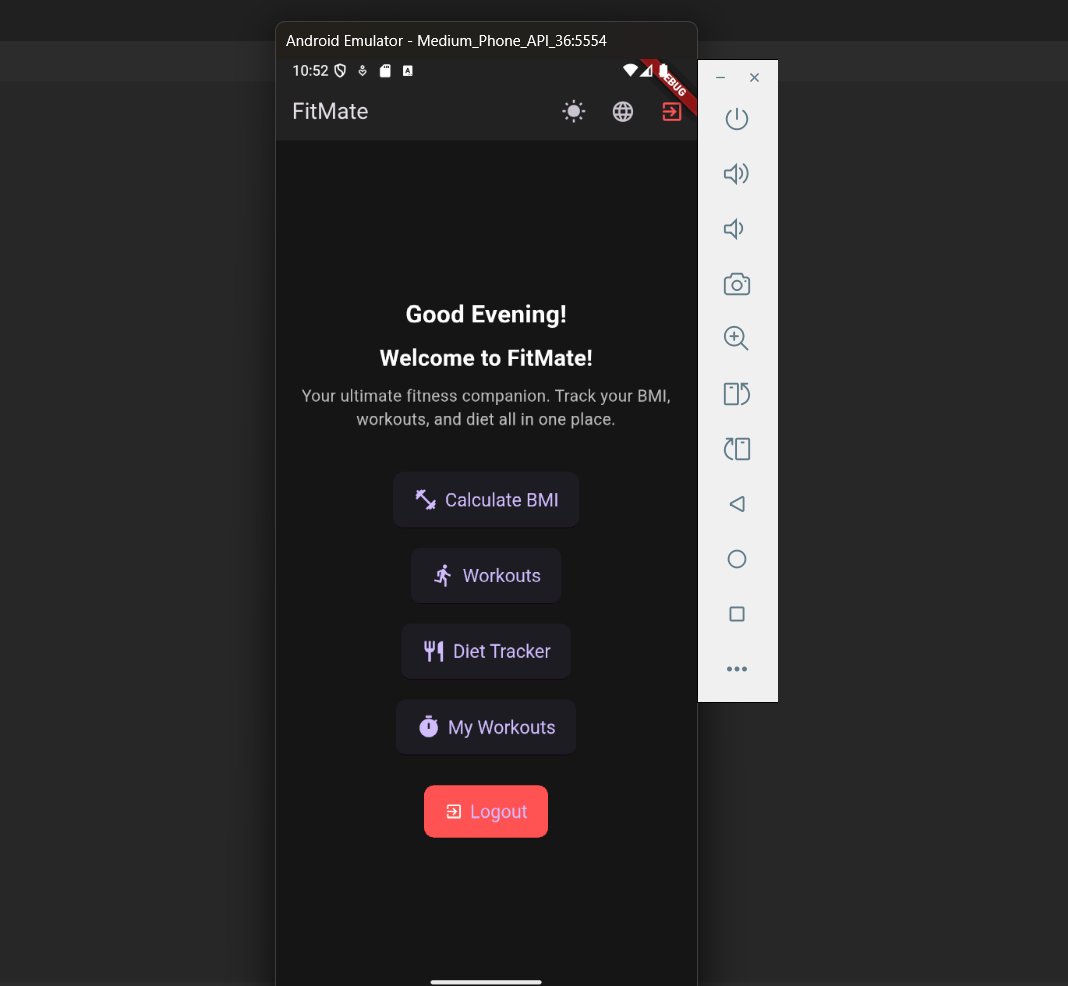 Android Emulator - Medium_Phone_API_36:5554
10:52
DEBUG
FitMate
Good Evening!
Welcome to FitMate!
Your ultimate fitness companion. Track your BMI,
workouts, and diet all in one place.
Calculate BMI
Workouts
Diet Tracker
My Workouts
Logout